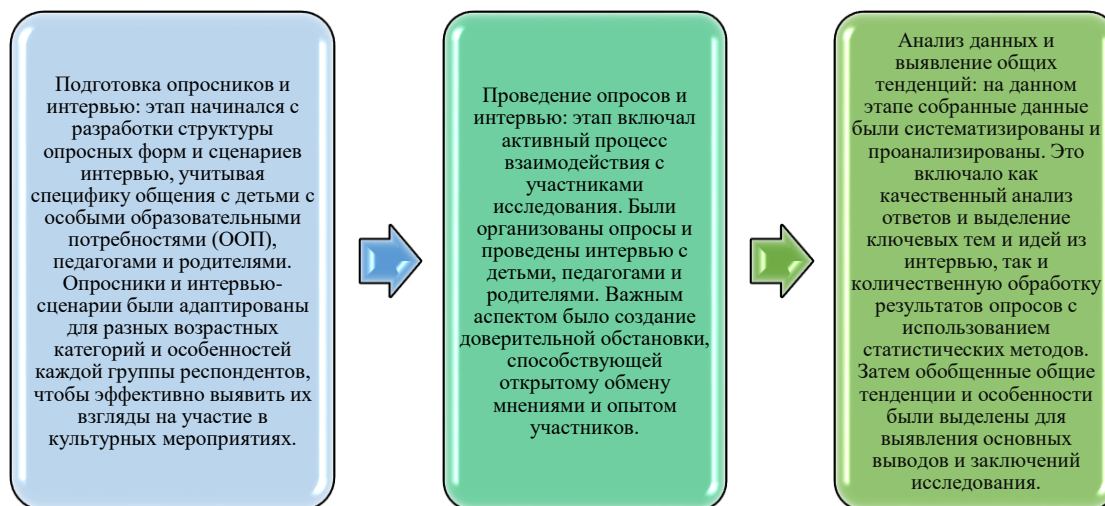 Подготовка опросников и
интервью: этап начинался с
разработки структуры
опросных форм и сценариев
интервью, учитывая
специфику общения с детьми с
особыми образовательными
потребностями (ООП),
педагогами и родителями.
Опросники и интервью-
сценарии были адаптированы
для разных возрастных
категорий и особенностей
каждой группы респондентов,
чтобы эффективно выявить их
взгляды на участие в
культурных мероприятиях.
Проведение опросов и
интервью: этап включал
активный процесс
взаимодействия с
участниками
исследования. Были
организованы опросы и
проведены интервью с
детьми, педагогами и
родителями. Важным
аспектом было создание
доверительной обстановки,
способствующей
открытому обмену
мнениями и опытом
участников.
Анализ данных и
выявление общих
тенденций: на данном
этапе собранные данные
были систематизированы и
проанализированы. Это
включало как
качественный анализ
ответов и выделение
ключевых тем и идей из
интервью, так и
количественную обработку
результатов опросов с
использованием
статистических методов.
Затем обобщенные общие
тенденции и особенности
были выделены для
выявления основных
выводов и заключений
исследования.